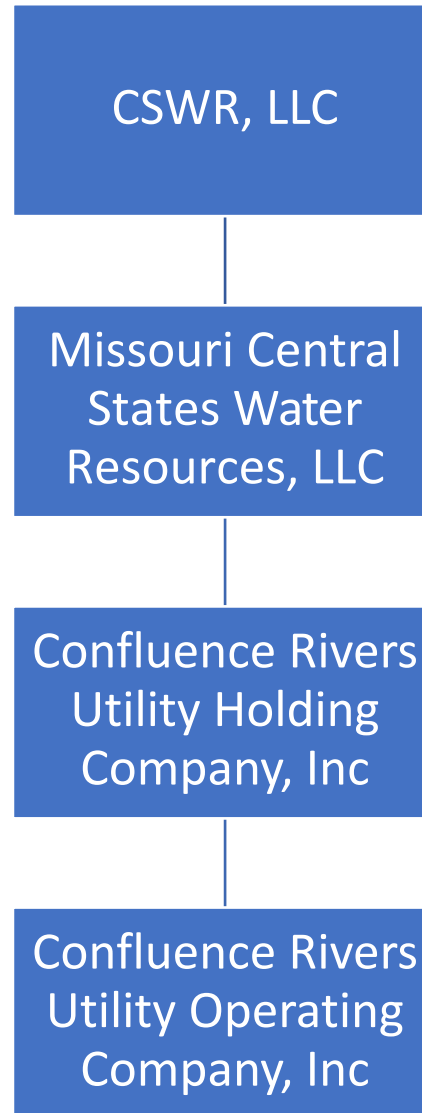 CSWR, LLC
Missouri Central
States Water
Resources, LLC
Confluence Rivers
Utility Holding
Company, Inc
Confluence Rivers
Utility Operating
Company, Inc